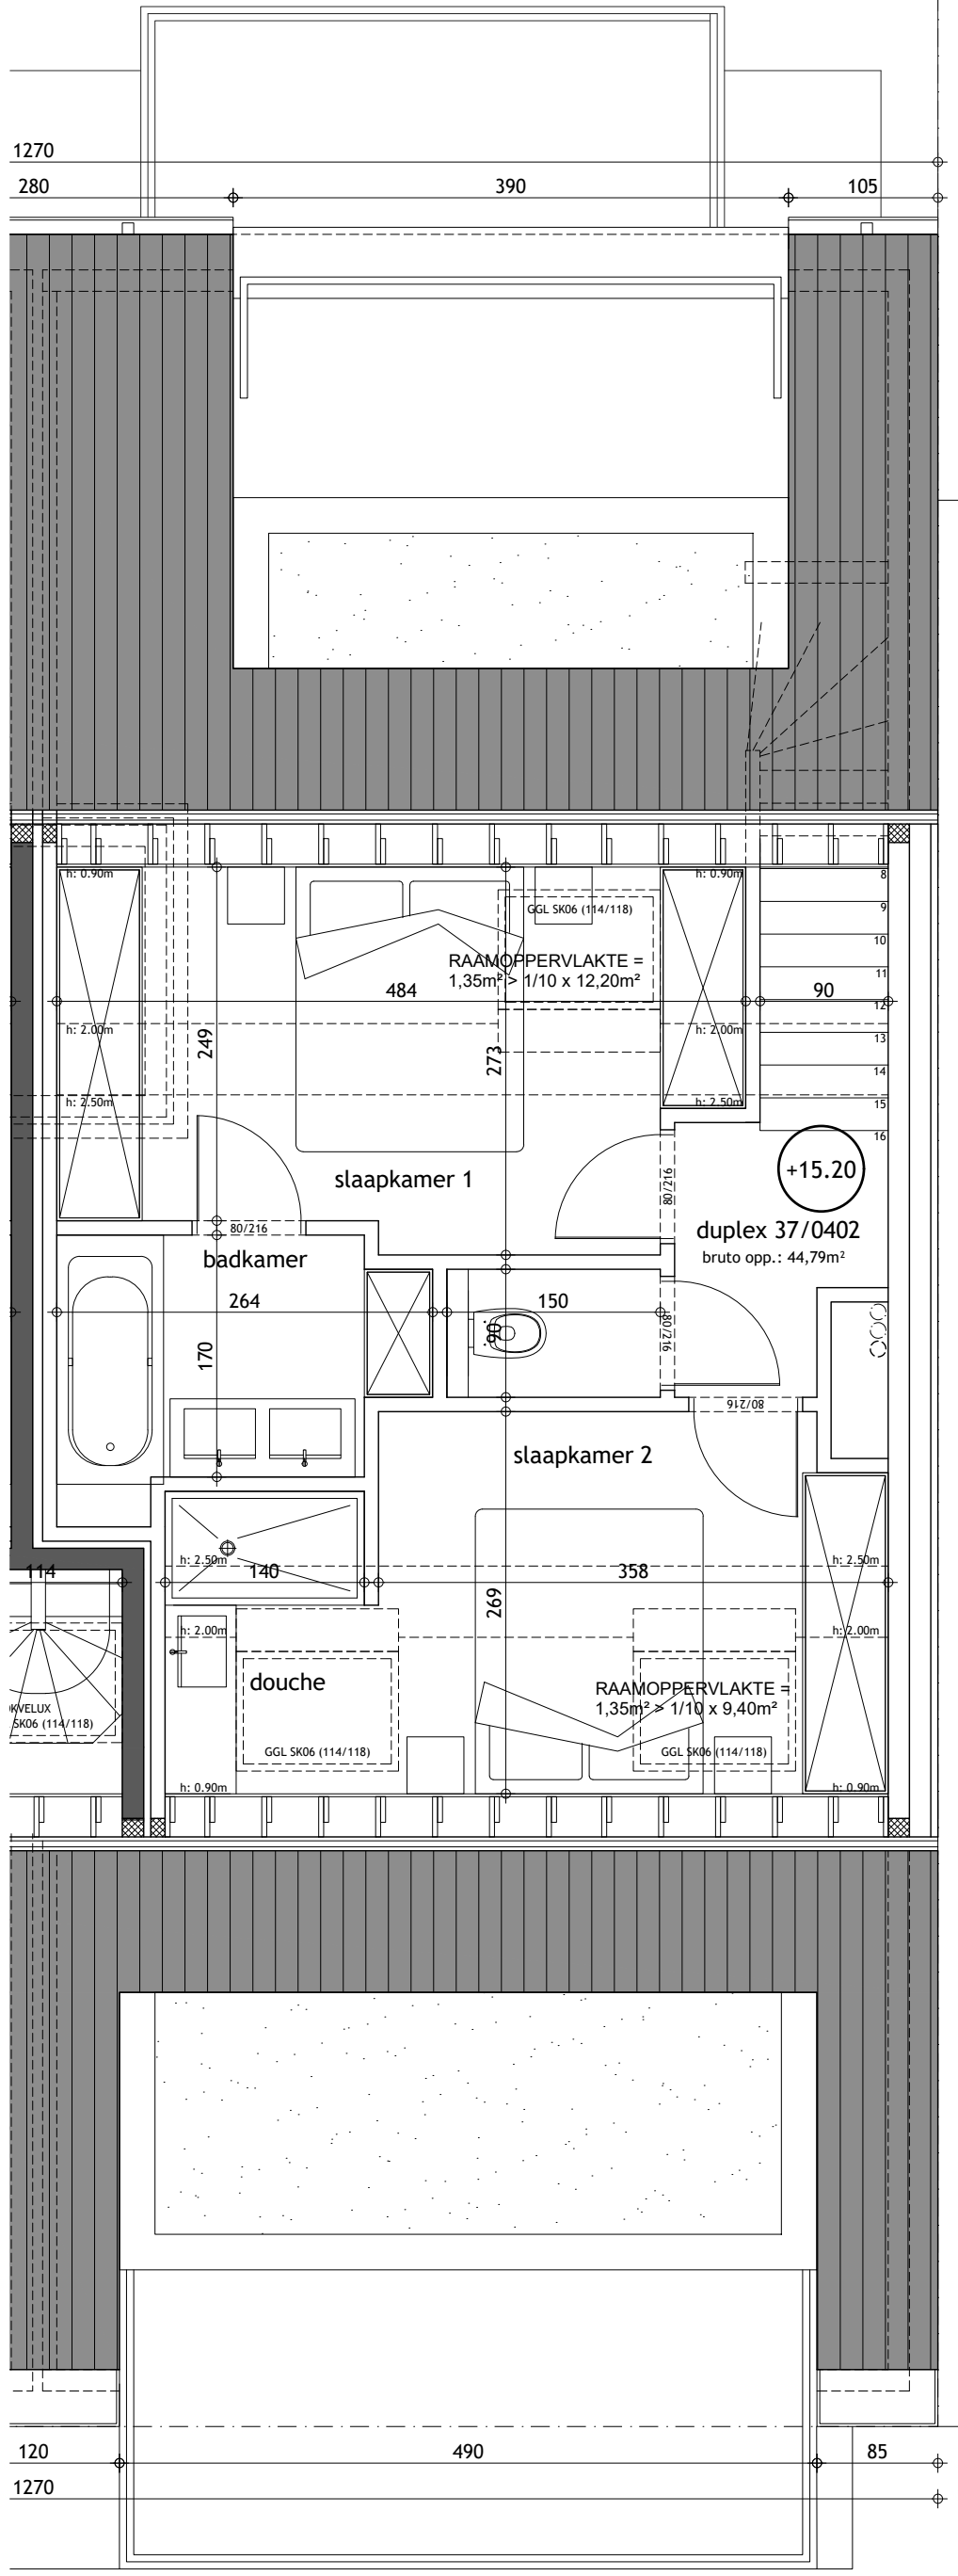 1270
280
390
105
h: 0.90m
h: 0.90m
8
GGL SK06 (114/118)
9
10
RAAMOPPERVLAKTE =
1,35m² > 1/10 x 12,20m²
11
484
90
12
h: 2.00m
h: 2.00m
13
249
273
14
h: 2.50m
h: 2.50m
15
16
slaapkamer 1
80/216
+15.20
80/216
duplex 37/0402
badkamer
bruto opp.: 44,79m²
264
150
90
80/216
170
80/216
slaapkamer 2
h: 2.50m
h: 2.50m
114
140
358
269
h: 2.00m
h: 2.00m
douche
RAAMOPPERVLAKTE =
1,35m² > 1/10 x 9,40m²
KVELUX
SK06 (114/118)
GGL SK06 (114/118)
GGL SK06 (114/118)
h: 0.90m
h: 0.90m
120
490
85
1270